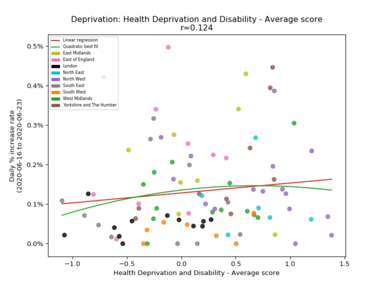 Deprivation: Health Deprivation and Disability - Average score
r=0.124
Linear regression
Quadratic best fit
East Midlands
East of England
London
North East
North West
South East
South West
West Midlands
Yorkshire and The Humber
Daily % increase rate
(2020-06-16 to 2020-06-23)
0.5%
0.4%
0.3%
0.2%
0.1%
0.0%
−1.0
−0.5
0.0
0.5
1.0
1.5
Health Deprivation and Disability - Average score